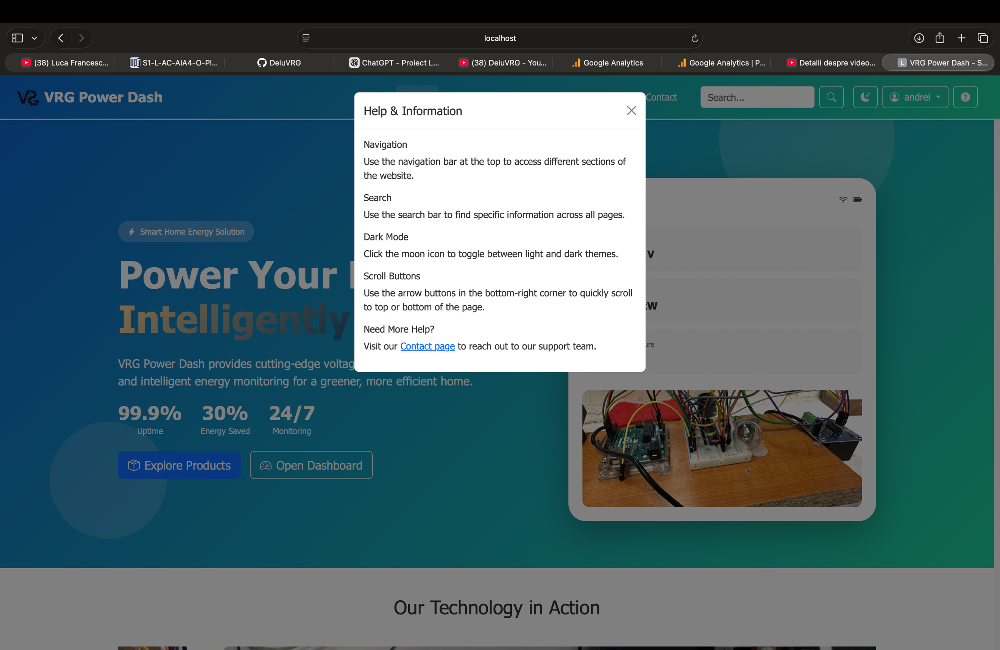 localhost
(38) Luca Francesc...
S1-L-AC-AIA4-O-PI...
DeiuVRG
ChatGPT - Proiect L...
(38) DeiuVRG - You...
Google Analytics
Google Analytics | P...
Detalii despre video...
L VRG Power Dash - S...
VRG Power Dash
Contact
Search...
andrei
Help & Information
Navigation
Use the navigation bar at the top to access different sections of
the website.
Search
Use the search bar to find specific information across all pages.
Dark Mode
Click the moon icon to toggle between light and dark themes.
Scroll Buttons
Use the arrow buttons in the bottom-right corner to quickly scroll
to top or bottom of the page.
Need More Help?
Visit our Contact page to reach out to our support team.
Smart Home Energy Solution
Power Your
Intelligently
VRG Power Dash provides cutting-edge voltag
and intelligent energy monitoring for a greener, more efficient home.
99.9%
Uptime
30%
Energy Saved
24/7
Monitoring
Explore Products
Open Dashboard
V
W
ure
Our Technology in Action